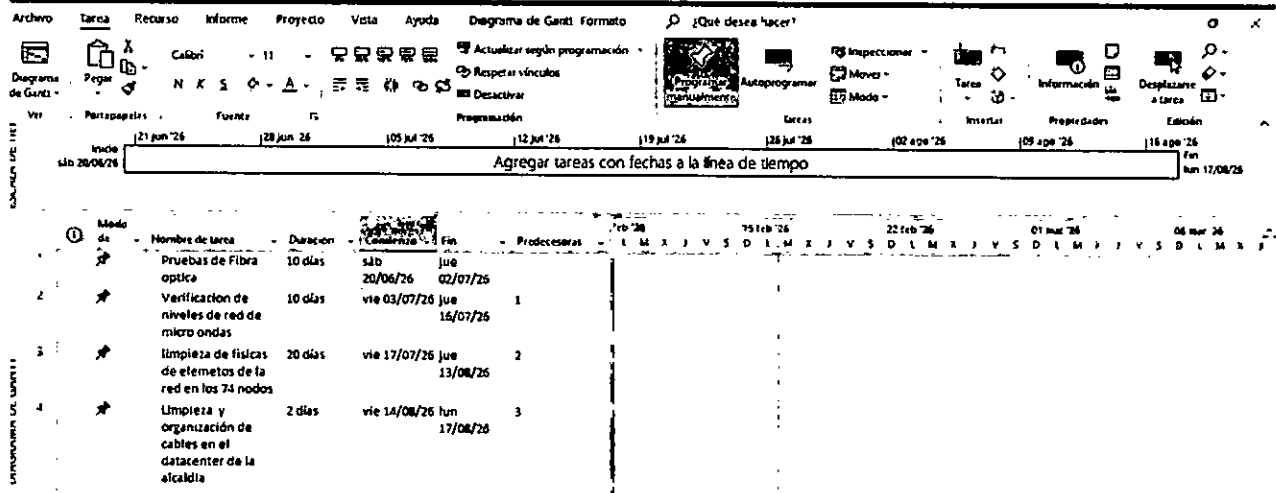 Archivo Tarea Recurso Informe Proyecto Vista Ayuda Diagrama de Gantt Formato ¿Qué desea hacer?
Diagrama de Gantt
Pegar
Calibri 11
N K S A
Actualizar según programación
Respetar vínculos
Desactivar
Programar manualmente
Autoprogramar
Inspeccionar
Mover
Modo
Tarea
Información
Desplazarse a tarea
Ver Portapapeles Fuente Programación Tareas Insertar Propiedades Edición
21 jun '26 28 jun '26 05 jul '26 12 jul '26 19 jul '26 26 jul '26 02 ago '26 09 ago '26 16 ago '26
Inicio
sáb 20/06/26
Agregar tareas con fechas a la línea de tiempo
Fin
lun 17/08/26
Modo de
Nombre de tarea Duración Comienzo Fin Predecesoras
15 feb '26 22 feb '26 01 mar '26
Pruebas de Fibra optica
10 días
sáb 20/06/26
jue 02/07/26
2
Verificacion de niveles de red de micro ondas
10 días
vie 03/07/26
jue 16/07/26
1
3
limpieza de fisicas de elemetos de la red en los 74 nodos
20 días
vie 17/07/26
jue 13/08/26
2
4
Limpieza y organización de cables en el datacenter de la alcaldia
2 días
vie 14/08/26
lun 17/08/26
3
DIAGRAMA DE GANTT